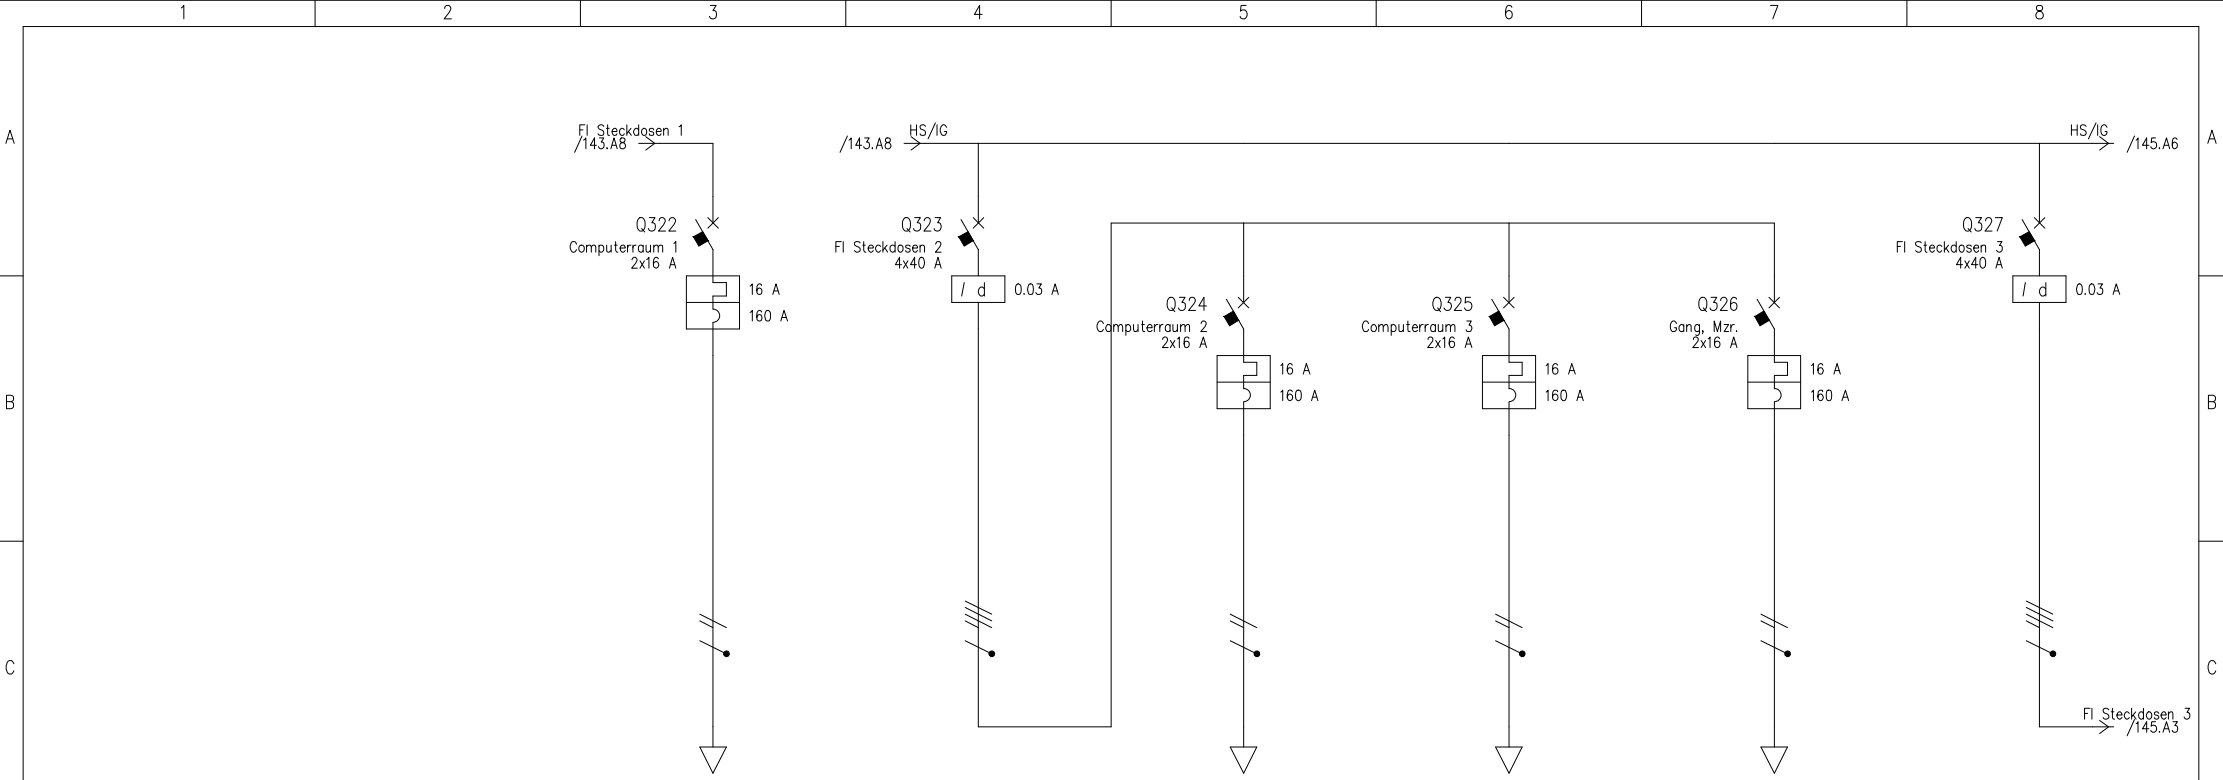 1 2 3 4 5 6 7 8
A A
FI Steckdosen 1
/143.A8
HS/IG
/143.A8
HS/IG
/145.A6
Q322
Computerraum 1
2x16 A
16 A
160 A
Q323
FI Steckdosen 2
4x40 A
I d 0.03 A
Q324
Computerraum 2
2x16 A
16 A
160 A
Q325
Computerraum 3
2x16 A
16 A
160 A
Q326
Gang, Mzr.
2x16 A
16 A
160 A
Q327
FI Steckdosen 3
4x40 A
I d 0.03 A
B B
C C
FI Steckdosen 3
/145.A3